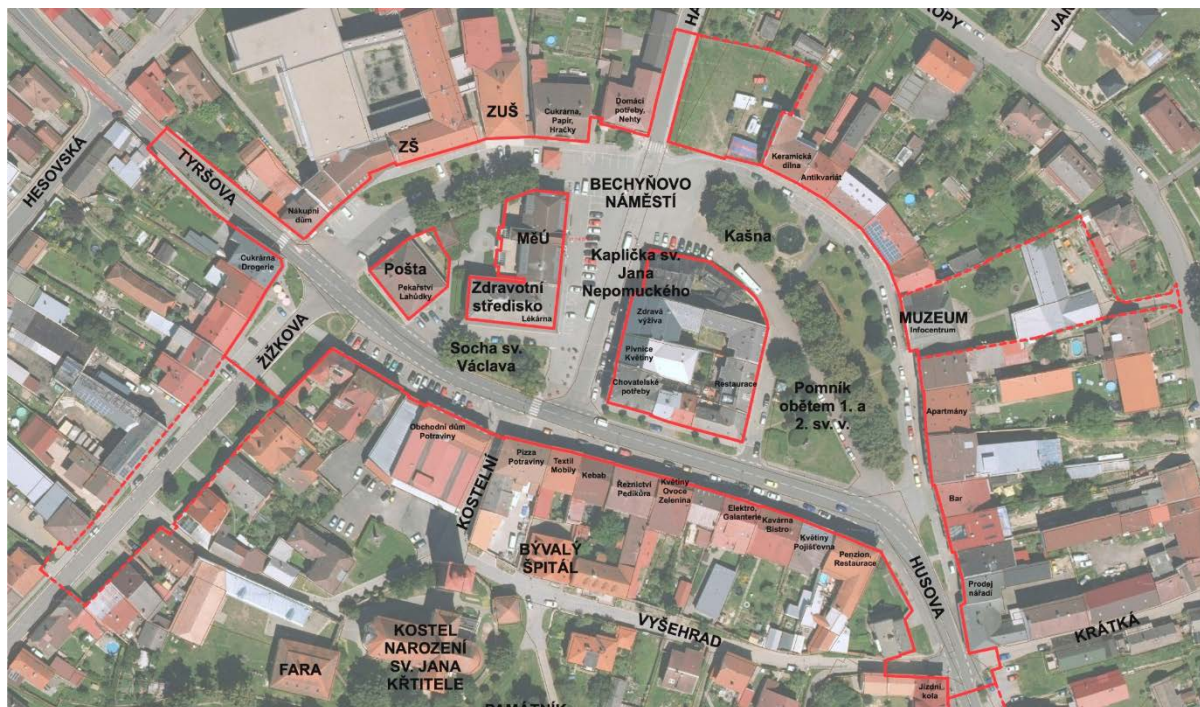 HESOVSKÁ
TYRŠOVA
ZŠ
ZUŠ
Cukrárna,
Papír,
Hračky
Domácí
potřeby,
Nehty
Nákupní
dům
BECHYŇOVO
NÁMĚSTÍ
Keramická
dílna
Antikvariát
Kašna
MěÚ
Kaplička sv.
Jana
Nepomuckého
Cukrárna
Drogerie
Pošta
Pekařství
Lahůdky
Zdravotní
středisko
Lékárna
Zdravá
výživa
Pivnice
Květiny
Chovatelské
potřeby
Restaurace
MUZEUM
Infocentrum
ŽIŽKOVA
Socha sv.
Václava
Pomník
obětem 1. a
2. sv. v.
Apartmány
Bar
Obchodní dům
Potraviny
KOSTELNÍ
Pizza
Potraviny
Textil
Mobily
Kebab
Řeznictví
Pedikúra
Květiny
Ovoce
Zelenina
Elektro,
Galanterie
Kavárna
Bistro
Květiny
Pojišťovna
Penzion,
Restaurace
BÝVALÝ
ŠPITÁL
HUSOVA
Prodej
nářadí
KRÁTKÁ
VYŠEHRAD
Jízdní
kola
FARA
KOSTEL
NAROZENÍ
SV. JANA
KŘTITELE